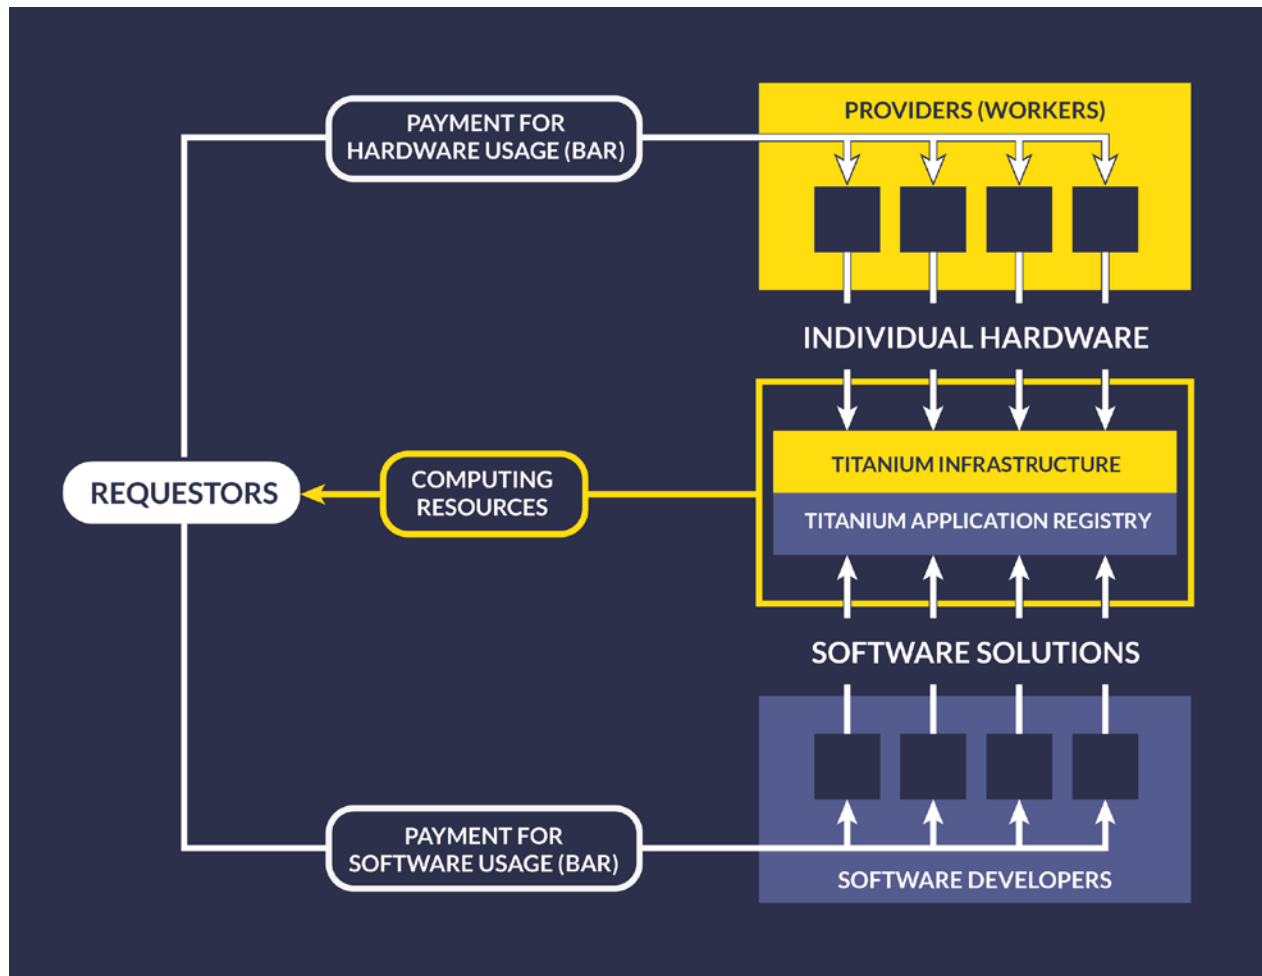 PROVIDERS (WORKERS)
PAYMENT FOR
HARDWARE USAGE (BAR)
INDIVIDUAL HARDWARE
TITANIUM INFRASTRUCTURE
REQUESTORS
COMPUTING
RESOURCES
TITANIUM APPLICATION REGISTRY
SOFTWARE SOLUTIONS
PAYMENT FOR
SOFTWARE USAGE (BAR)
SOFTWARE DEVELOPERS